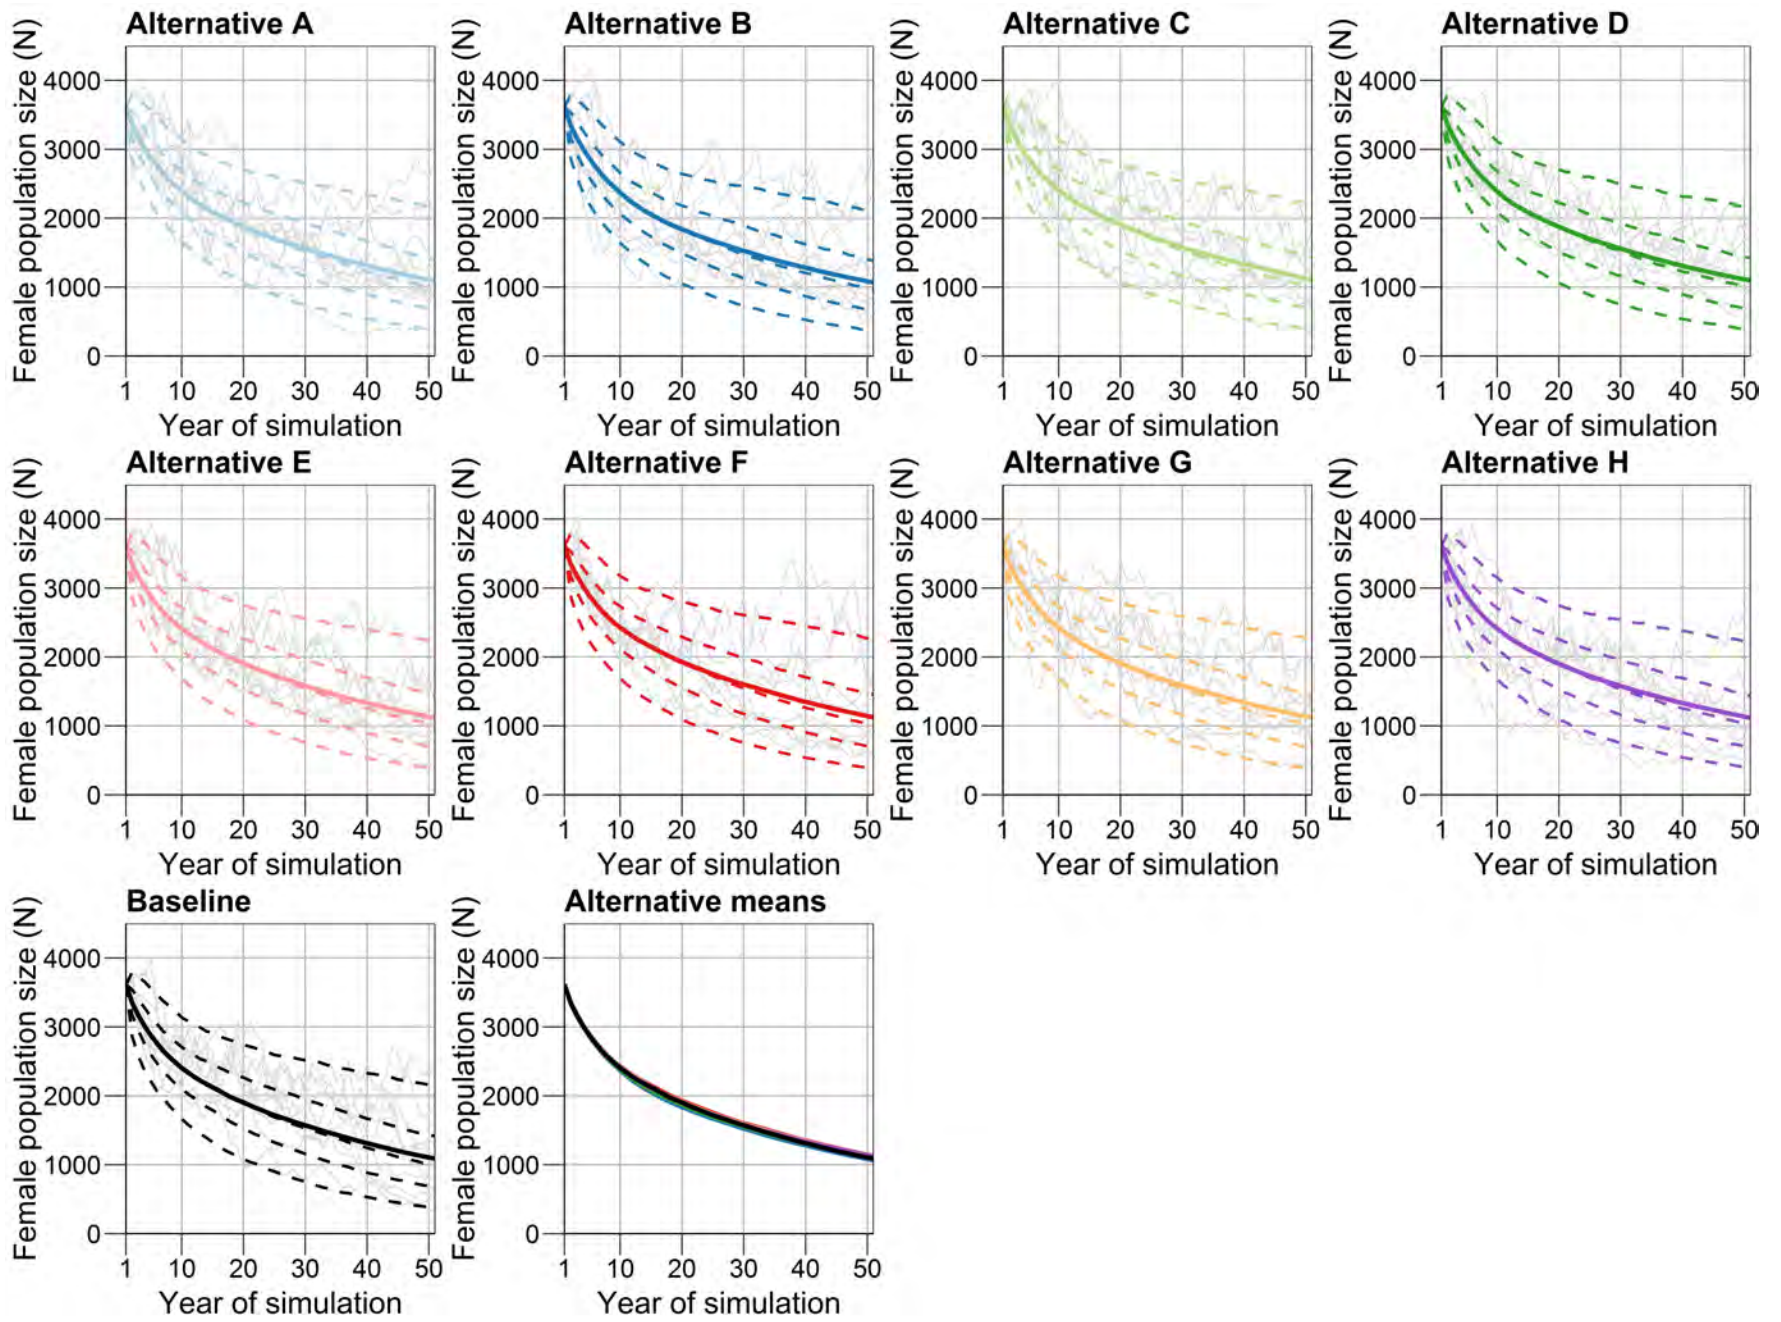 Alternative A
Female population size (N)
4000
3000
2000
1000
0
1 10 20 30 40 50
Year of simulation
Alternative B
Female population size (N)
4000
3000
2000
1000
0
1 10 20 30 40 50
Year of simulation
Alternative C
Female population size (N)
4000
3000
2000
1000
0
1 10 20 30 40 50
Year of simulation
Alternative D
Female population size (N)
4000
3000
2000
1000
0
1 10 20 30 40 50
Year of simulation
Alternative E
Female population size (N)
4000
3000
2000
1000
0
1 10 20 30 40 50
Year of simulation
Alternative F
Female population size (N)
4000
3000
2000
1000
0
1 10 20 30 40 50
Year of simulation
Alternative G
Female population size (N)
4000
3000
2000
1000
0
1 10 20 30 40 50
Year of simulation
Alternative H
Female population size (N)
4000
3000
2000
1000
0
1 10 20 30 40 50
Year of simulation
Baseline
Female population size (N)
4000
3000
2000
1000
0
1 10 20 30 40 50
Year of simulation
Alternative means
Female population size (N)
4000
3000
2000
1000
0
1 10 20 30 40 50
Year of simulation